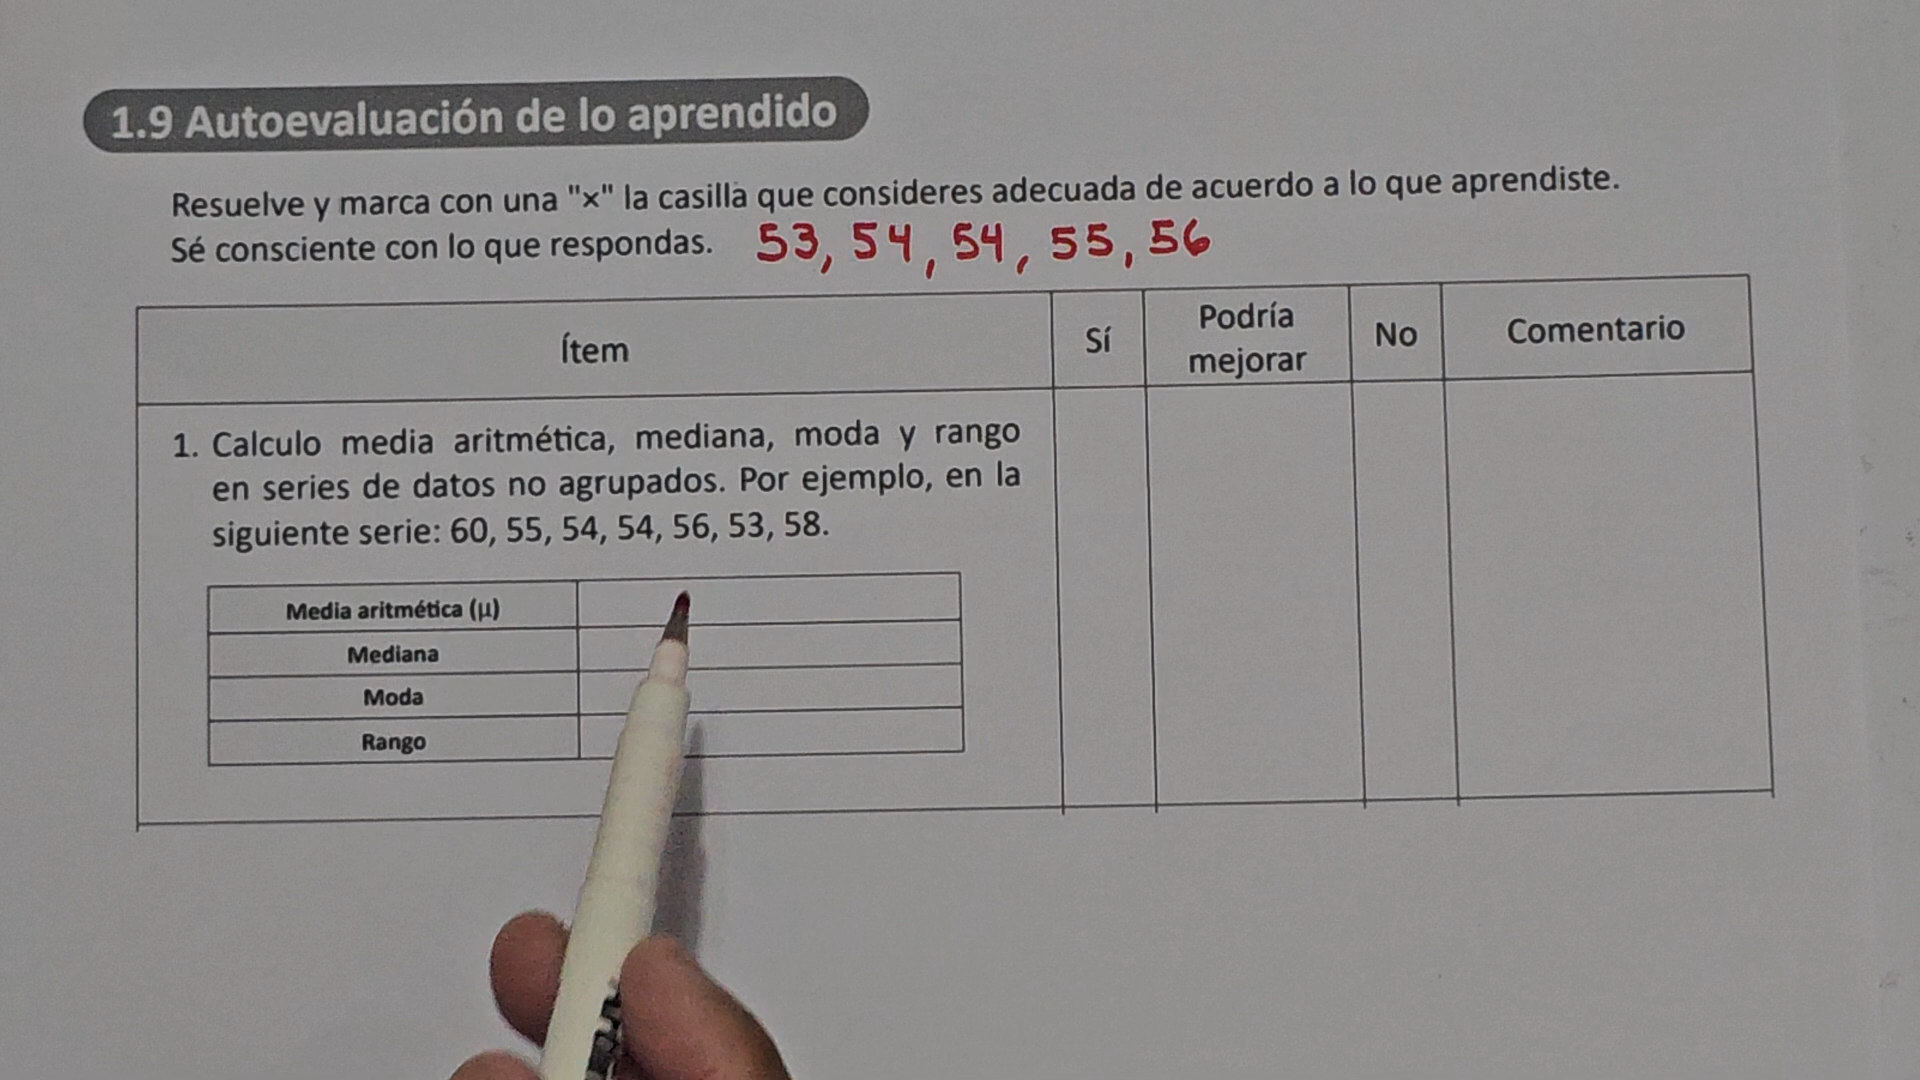 1.9 Autoevaluación de lo aprendido
Resuelve y marca con una "×" la casilla que consideres adecuada de acuerdo a lo que aprendiste.
Sé consciente con lo que respondas. 53, 54, 54, 55, 56
Ítem Sí Podría mejorar No Comentario
1. Calculo media aritmética, mediana, moda y rango
en series de datos no agrupados. Por ejemplo, en la
siguiente serie: 60, 55, 54, 54, 56, 53, 58.
Media aritmética (μ)
Mediana
Moda
Rango